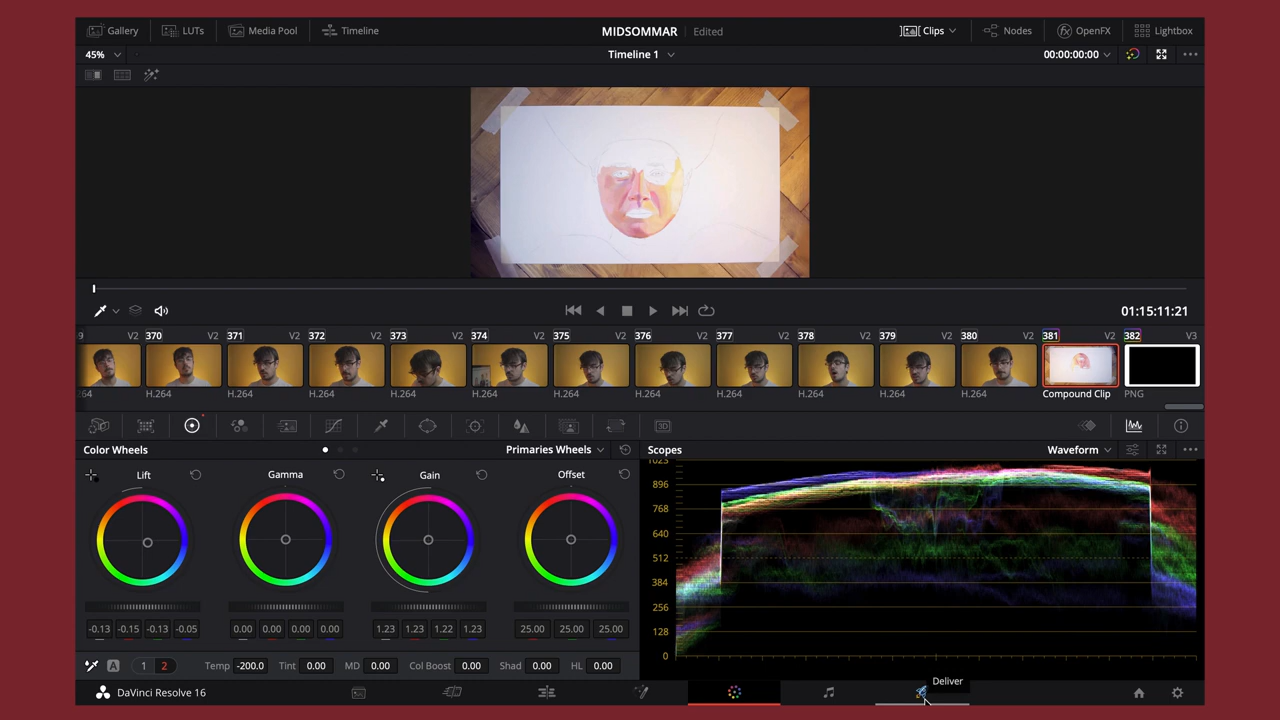 Gallery LUTs Media Pool Timeline MIDSOMMAR Edited Clips Nodes OpenFX Lightbox
45% Timeline 1 00:00:00:00
01:15:11:21
9 V2 370 V2 371 V2 372 V2 373 V2 374 V2 375 V2 376 V2 377 V2 378 V2 379 V2 380 V2 381 V2 382 V3
.64 H.264 H.264 H.264 H.264 H.264 H.264 H.264 H.264 H.264 H.264 H.264 Compound Clip PNG
Color Wheels Primaries Wheels Scopes Waveform
Lift Gamma Gain Offset
1023
896
768
640
512
384
256
128
0
-0.13 -0.15 -0.13 -0.05 0.00 0.00 0.00 0.00 1.23 1.23 1.22 1.23 25.00 25.00 25.00
A 1 2 Temp -200.0 Tint 0.00 MD 0.00 Col Boost 0.00 Shad 0.00 HL 0.00
Deliver
DaVinci Resolve 16